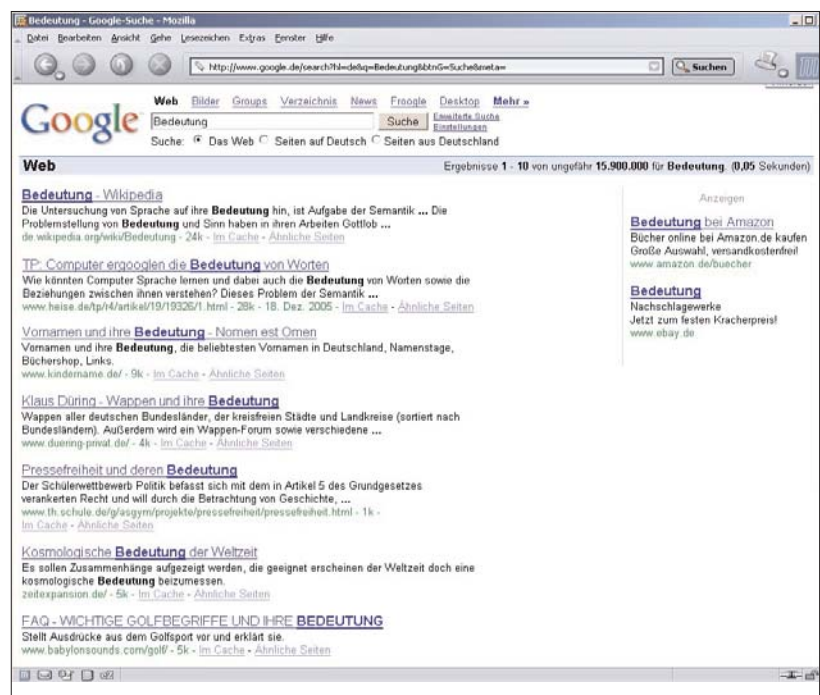 Bedeutung - Google-Suche - Mozilla
Datei Bearbeiten Ansicht Gehe Lesezeichen Extras Fenster Hilfe
http://www.google.de/search?hl=de&q=Bedeutung&btnG=Suche&meta=
Suchen
Google
Web Bilder Groups Verzeichnis News Froogle Desktop Mehr »
Bedeutung
Suche
Erweiterte Suche
Einstellungen
Suche: Das Web Seiten auf Deutsch Seiten aus Deutschland
Web
Ergebnisse 1 - 10 von ungefähr 15.900.000 für Bedeutung. (0,05 Sekunden)
Bedeutung - Wikipedia
Die Untersuchung von Sprache auf ihre Bedeutung hin, ist Aufgabe der Semantik ... Die
Problemstellung von Bedeutung und Sinn haben in ihren Arbeiten Gottlob ...
de.wikipedia.org/wiki/Bedeutung - 24k - Im Cache - Ähnliche Seiten
TP: Computer ergooglen die Bedeutung von Worten
Wie könnten Computer Sprache lernen und dabei auch die Bedeutung von Worten sowie die
Beziehungen zwischen ihnen verstehen? Dieses Problem der Semantik ...
www.heise.de/tp/r4/artikel/19/19326/1.html - 28k - 18. Dez. 2005 - Im Cache - Ähnliche Seiten
Vornamen und ihre Bedeutung - Nomen est Omen
Vornamen und ihre Bedeutung, die beliebtesten Vornamen in Deutschland, Namenstage,
Büchershop, Links.
www.kindername.de/ - 9k - Im Cache - Ähnliche Seiten
Klaus Düring - Wappen und ihre Bedeutung
Wappen aller deutschen Bundesländer, der kreisfreien Städte und Landkreise (sortiert nach
Bundesländern). Außerdem wird ein Wappen-Forum sowie verschiedene ...
www.duering-privat.de/ - 4k - Im Cache - Ähnliche Seiten
Pressefreiheit und deren Bedeutung
Der Schülerwettbewerb Politik befasst sich mit dem in Artikel 5 des Grundgesetzes
verankerten Recht und will durch die Betrachtung von Geschichte, ...
www.th.schule.de/g/asgym/projekte/pressefreiheit/pressefreiheit.html - 1k -
Im Cache - Ähnliche Seiten
Kosmologische Bedeutung der Weltzeit
Es sollen Zusammenhänge aufgezeigt werden, die geeignet erscheinen der Weltzeit doch eine
kosmologische Bedeutung beizumessen.
zeitexpansion.de/ - 5k - Im Cache - Ähnliche Seiten
FAQ - WICHTIGE GOLFBEGRIFFE UND IHRE BEDEUTUNG
Stellt Ausdrücke aus dem Golfsport vor und erklärt sie.
www.babylonsounds.com/golf/ - 5k - Im Cache - Ähnliche Seiten
Anzeigen
Bedeutung bei Amazon
Bücher online bei Amazon.de kaufen
Große Auswahl, versandkostenfrei!
www.amazon.de/buecher
Bedeutung
Nachschlagewerke
Jetzt zum festen Kracherpreis!
www.ebay.de